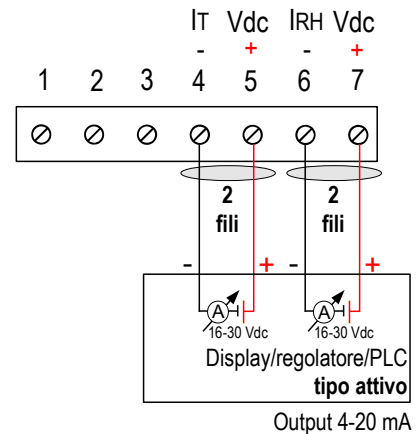 IT Vdc IRH Vdc
- + - +
1 2 3 4 5 6 7
2 2
fili fili
- + - +
A A
16-30 Vdc 16-30 Vdc
Display/regolatore/PLC
tipo attivo
Output 4-20 mA